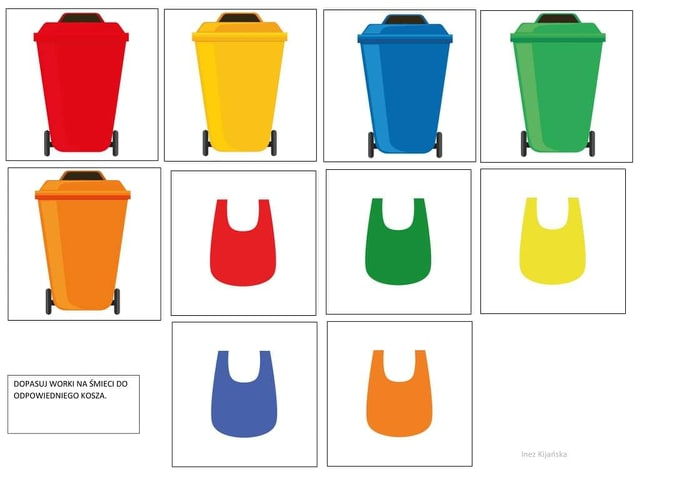 DOPASUJ WORKI NA ŚMIECI DO
ODPOWIEDNIEGO KOSZA.
Inez Kijańska